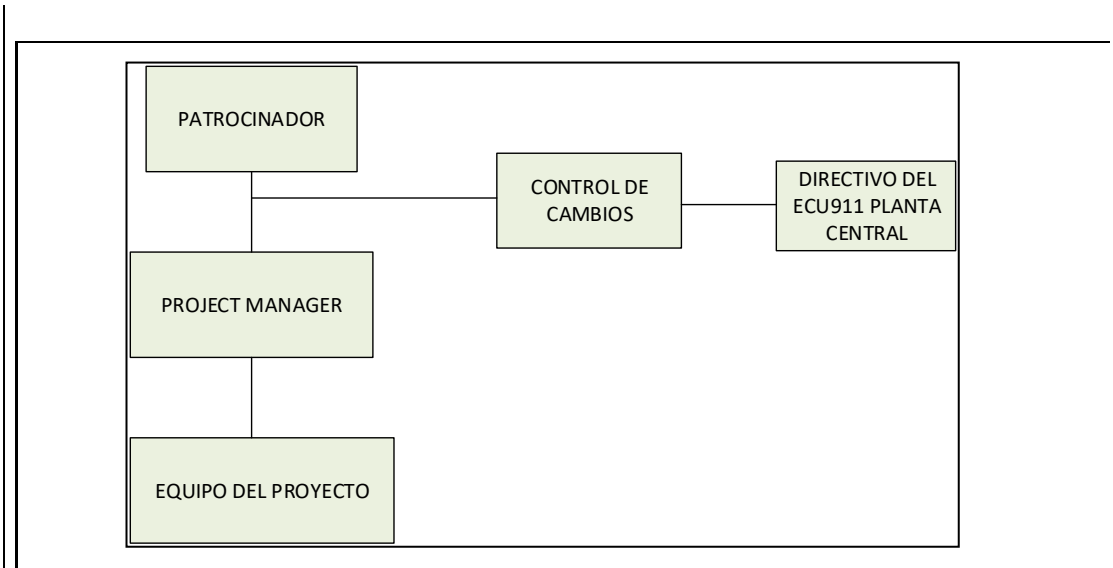 PATROCINADOR
CONTROL DE
CAMBIOS
DIRECTIVO DEL
ECU911 PLANTA
CENTRAL
PROJECT MANAGER
EQUIPO DEL PROYECTO